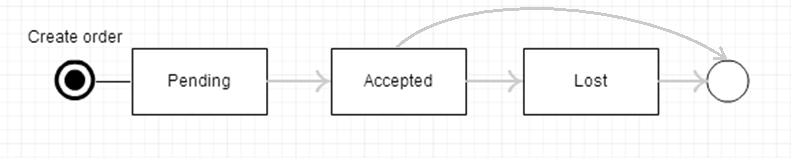 Create order
Pending
Accepted
Lost